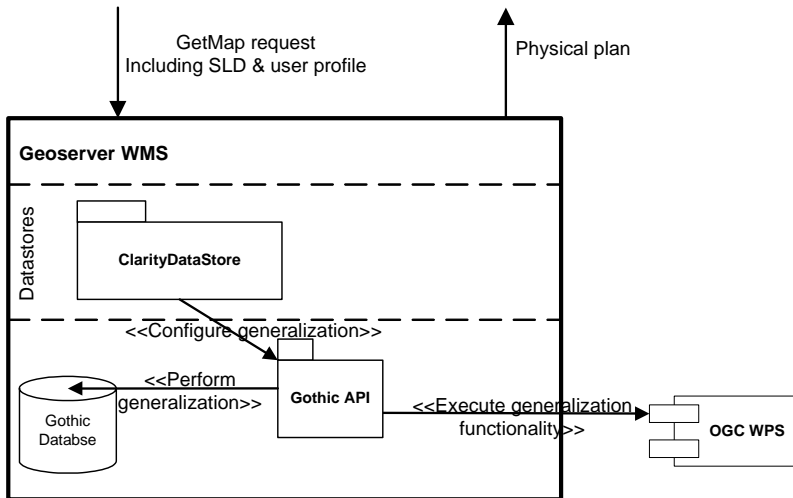 GetMap request
Including SLD & user profile
Physical plan
Geoserver WMS
Datastores
ClarityDataStore
<<Configure generalization>>
<<Perform
generalization>>
Gothic API
<<Execute generalization
functionality>>
Gothic
Databse
OGC WPS